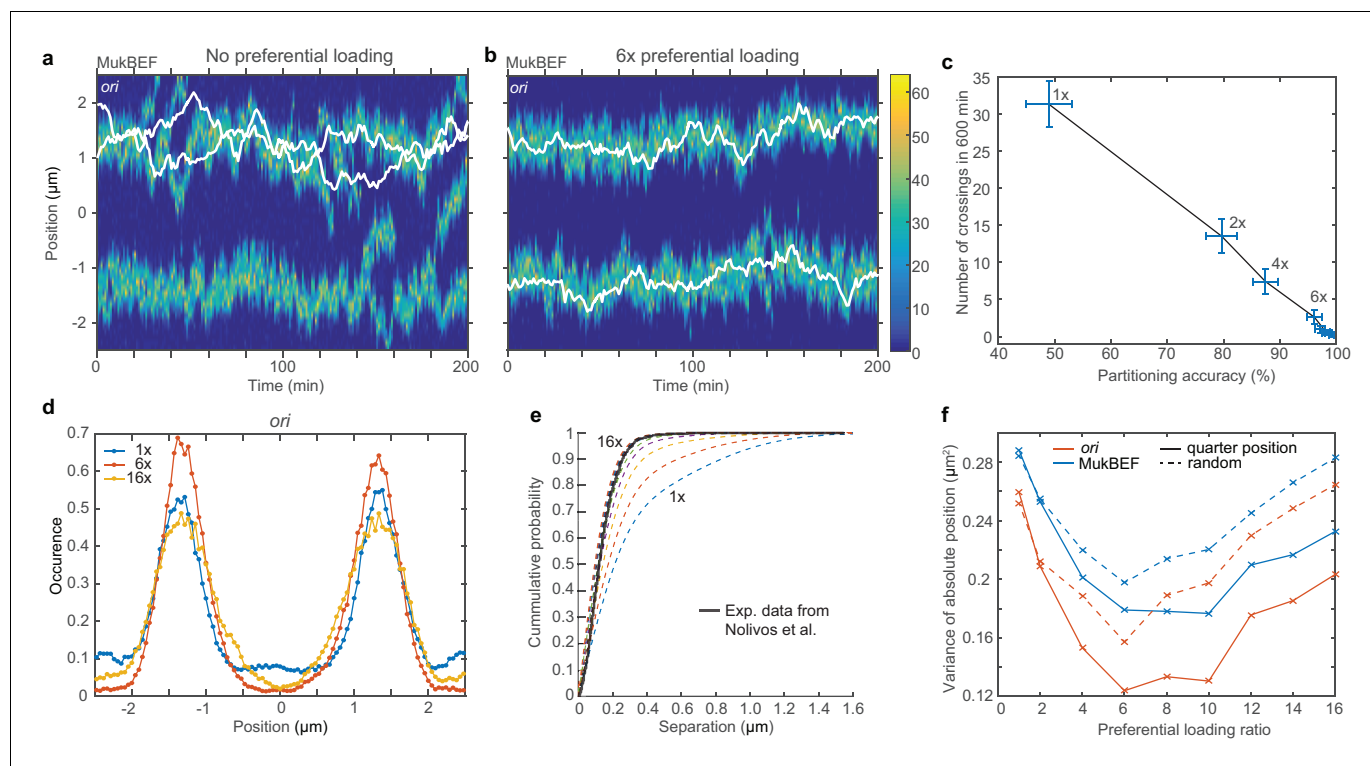 a
No preferential loading
MukBEF
ori
Position (μm)
2
1
0
-1
-2
0
100
200
Time (min)
b
6x preferential loading
MukBEF
ori
0
100
200
Time (min)
60
50
40
30
20
10
0
c
Number of crossings in 600 min
35
30
25
20
15
10
5
0
1x
2x
4x
6x
40 50 60 70 80 90 100
Partitioning accuracy (%)
d
ori
Occurence
0.7
0.6
0.5
0.4
0.3
0.2
0.1
0
1x
6x
16x
-2 -1 0 1 2
Position (μm)
e
Cummulative probability
1
0.9
0.8
0.7
0.6
0.5
0.4
0.3
0.2
0.1
0
16x
1x
Exp. data from
Nolivos et al.
0 0.2 0.4 0.6 0.8 1.0 1.2 1.4 1.6
Separation (μm)
f
Variance of absolute position (μm²)
0.28
0.24
0.2
0.16
0.12
ori
MukBEF
quarter position
random
0 2 4 6 8 10 12 14 16
Preferential loading ratio